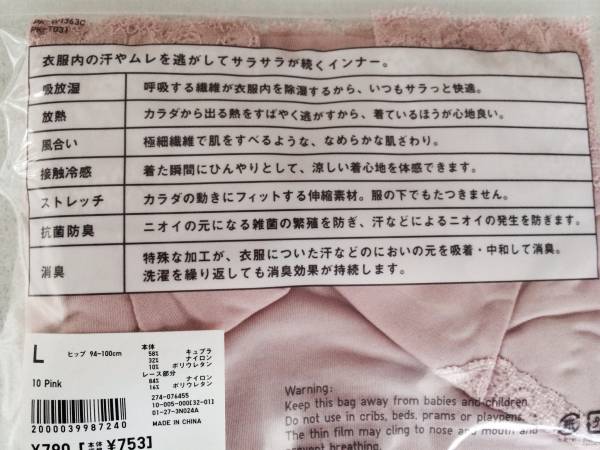 衣服内の汗やムレを逃がしてサラサラが続くインナー。
吸放湿 呼吸する繊維が衣服内を除湿するから、いつもサラっと快適。
放熱 カラダから出る熱をすばやく逃がすから、着ているほうが心地良い。
風合い 極細繊維で肌をすべるような、なめらかな肌ざわり。
接触冷感 着た瞬間にひんやりとして、涼しい着心地を体感できます。
ストレッチ カラダの動きにフィットする伸縮素材。服の下でもたつきません。
抗菌防臭 ニオイの元になる雑菌の繁殖を防ぎ、汗などによるニオイの発生を防ぎます。
消臭 特殊な加工が、衣服についた汗などのにおいの元を吸着・中和して消臭。
洗濯を繰り返しても消臭効果が持続します。
L ヒップ 94-100cm
10 Pink
本体
58% キュプラ
32% ナイロン
10% ポリウレタン
レース部分
84% ナイロン
16% ポリウレタン
274-076455
10-005-000(32-01)
01-27-3N024A
MADE IN CHINA
2000039987240
¥790 [本体 ¥753]
Warning:
Keep this bag away from babies and children.
Do not use in cribs, beds, prams or playpens.
The thin film may cling to nose and mouth and
prevent breathing.